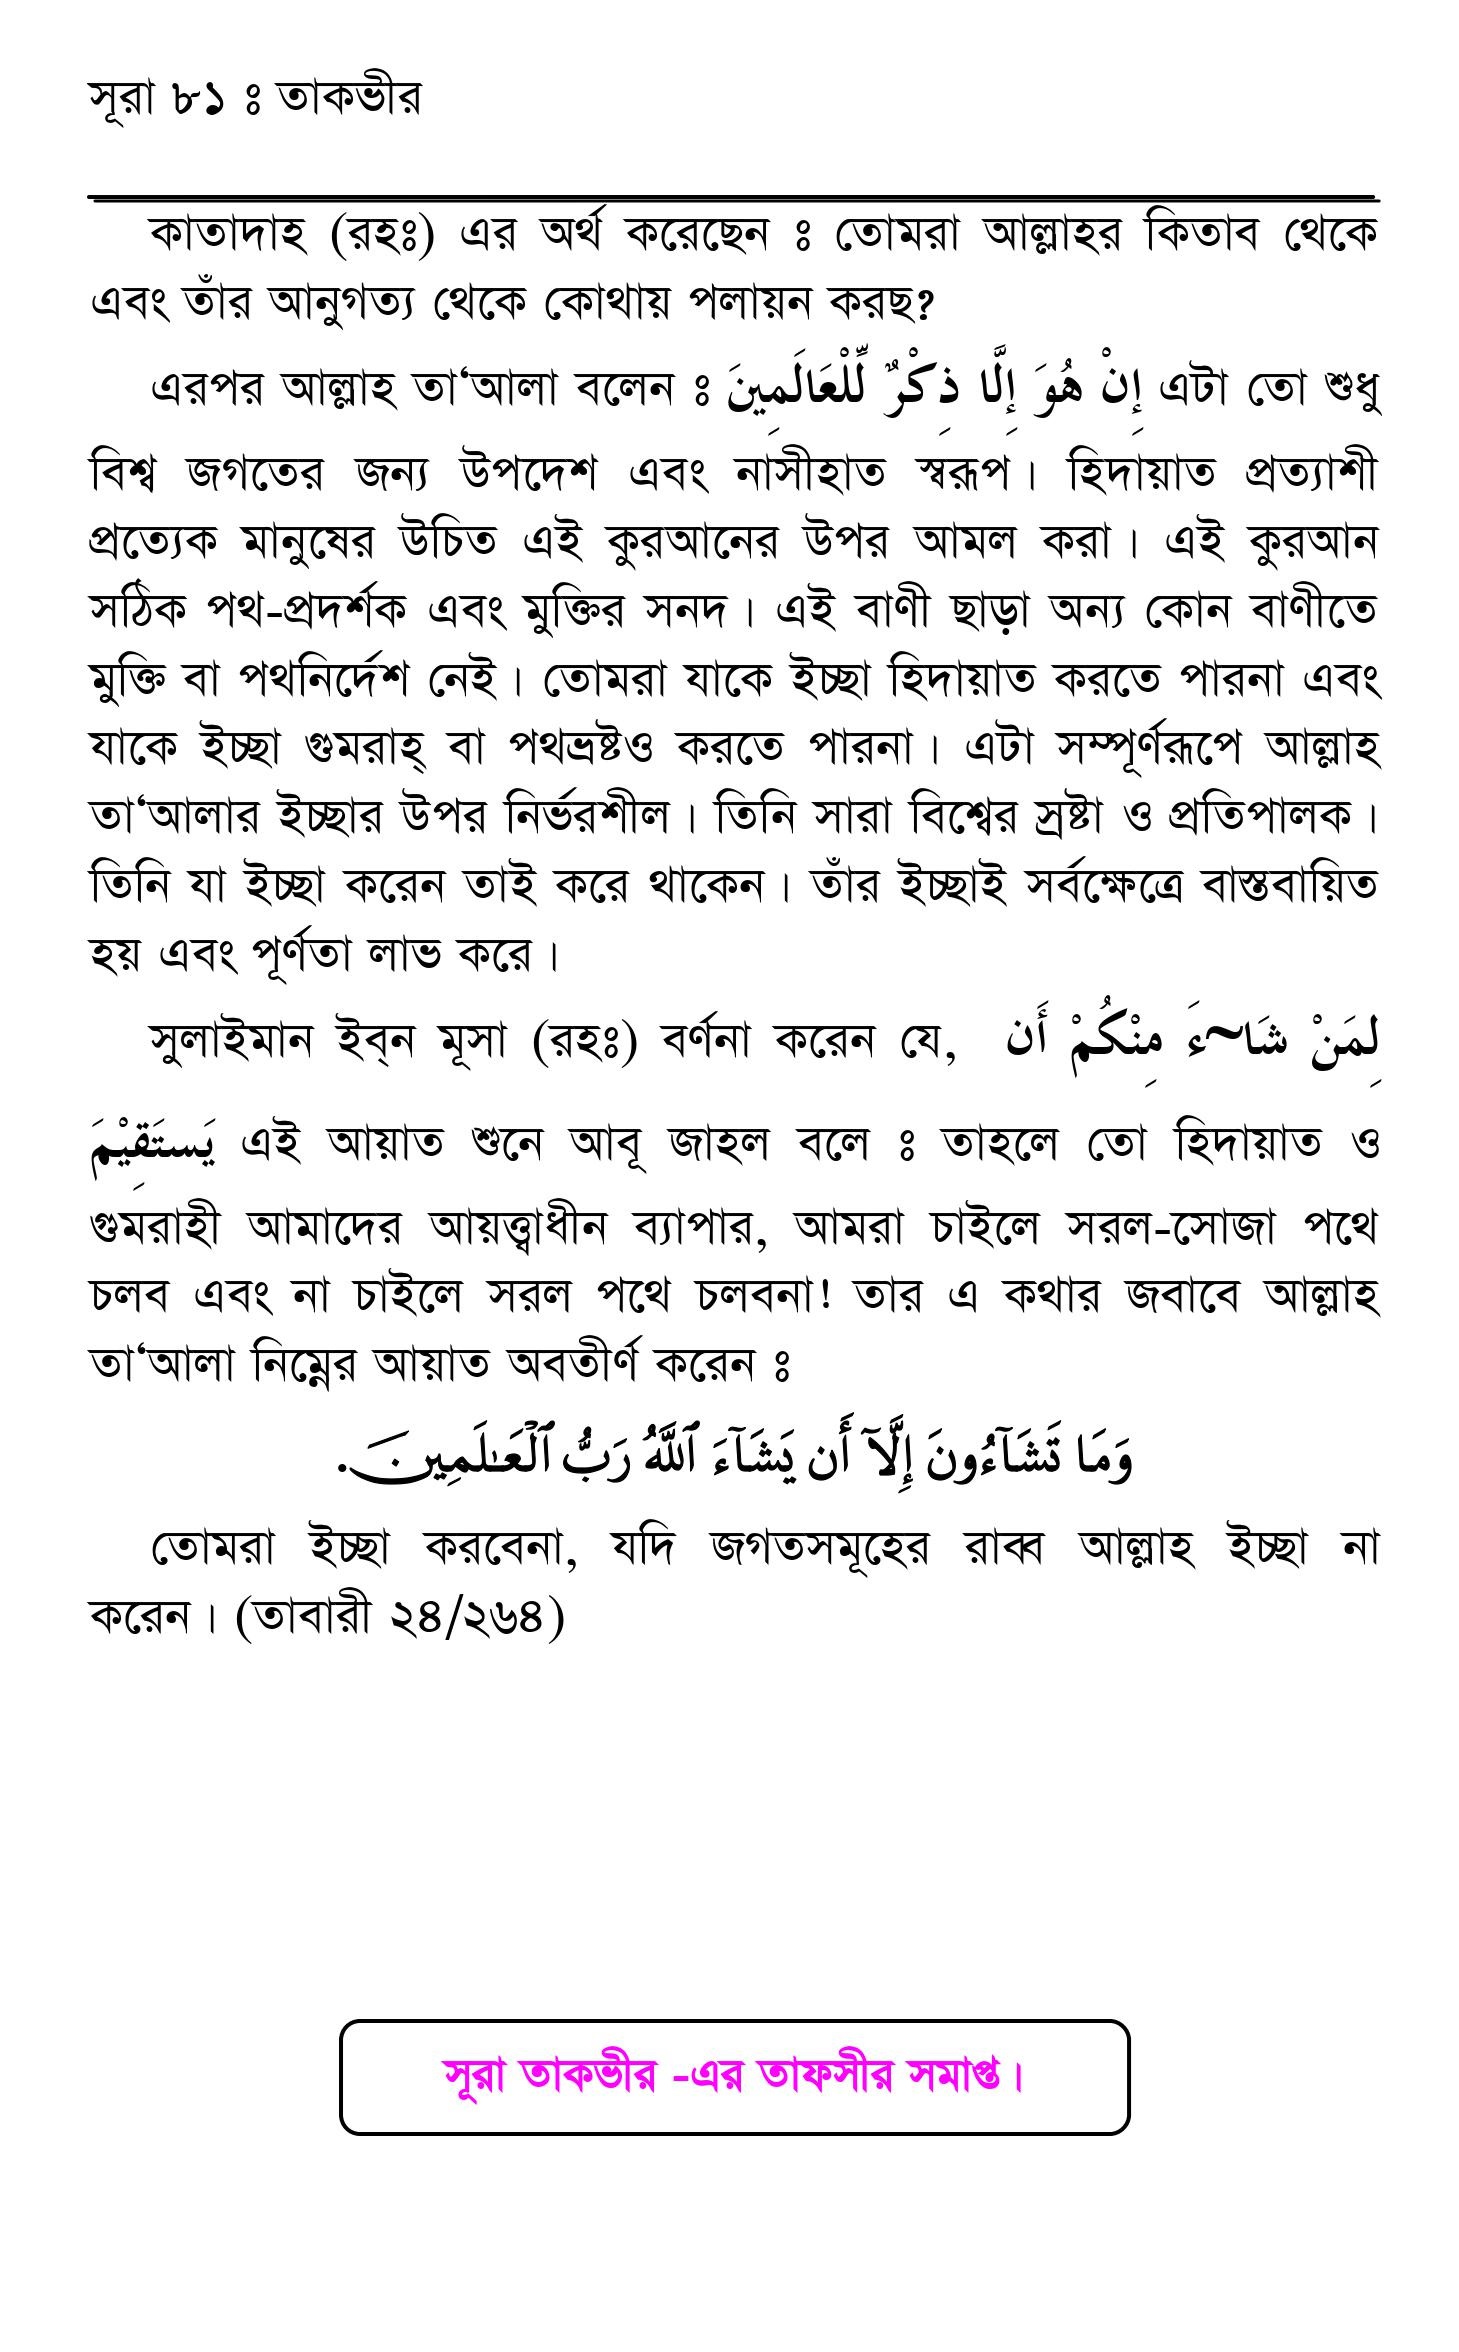 সূরা ৮১ ঃ তাকভীর
কাতাদাহ (রহঃ) এর অর্থ করেছেন ঃ তোমরা আল্লাহর কিতাব থেকে
এবং তাঁর আনুগত্য থেকে কোথায় পলায়ন করছ?
এরপর আল্লাহ তা‘আলা বলেন ঃ إِنْ هُوَ إِلَّا ذِكْرٌ لِّلْعَالَمِينَ এটা তো শুধু
বিশ্ব জগতের জন্য উপদেশ এবং নাসীহাত স্বরূপ। হিদায়াত প্রত্যাশী
প্রত্যেক মানুষের উচিত এই কুরআনের উপর আমল করা। এই কুরআন
সঠিক পথ-প্রদর্শক এবং মুক্তির সনদ। এই বাণী ছাড়া অন্য কোন বাণীতে
মুক্তি বা পথনির্দেশ নেই। তোমরা যাকে ইচ্ছা হিদায়াত করতে পারনা এবং
যাকে ইচ্ছা গুমরাহ্ বা পথভ্রষ্টও করতে পারনা। এটা সম্পূর্ণরূপে আল্লাহ
তা‘আলার ইচ্ছার উপর নির্ভরশীল। তিনি সারা বিশ্বের স্রষ্টা ও প্রতিপালক।
তিনি যা ইচ্ছা করেন তাই করে থাকেন। তাঁর ইচ্ছাই সর্বক্ষেত্রে বাস্তবায়িত
হয় এবং পূর্ণতা লাভ করে।
সুলাইমান ইব্‌ন মূসা (রহঃ) বর্ণনা করেন যে, لِمَنْ شَاۤءَ مِنْكُمْ أَن
يَستَقِيْمَ এই আয়াত শুনে আবূ জাহল বলে ঃ তাহলে তো হিদায়াত ও
গুমরাহী আমাদের আয়ত্ত্বাধীন ব্যাপার, আমরা চাইলে সরল-সোজা পথে
চলব এবং না চাইলে সরল পথে চলবনা! তার এ কথার জবাবে আল্লাহ
তা‘আলা নিম্নের আয়াত অবতীর্ণ করেন ঃ
وَمَا تَشَآءُونَ إِلَّآ أَن يَشَآءَ ٱللَّهُ رَبُّ ٱلْعَـٰلَمِينَ.
তোমরা ইচ্ছা করবেনা, যদি জগতসমূহের রাব্ব আল্লাহ ইচ্ছা না
করেন। (তাবারী ২৪/২৬৪)
সূরা তাকভীর -এর তাফসীর সমাপ্ত।